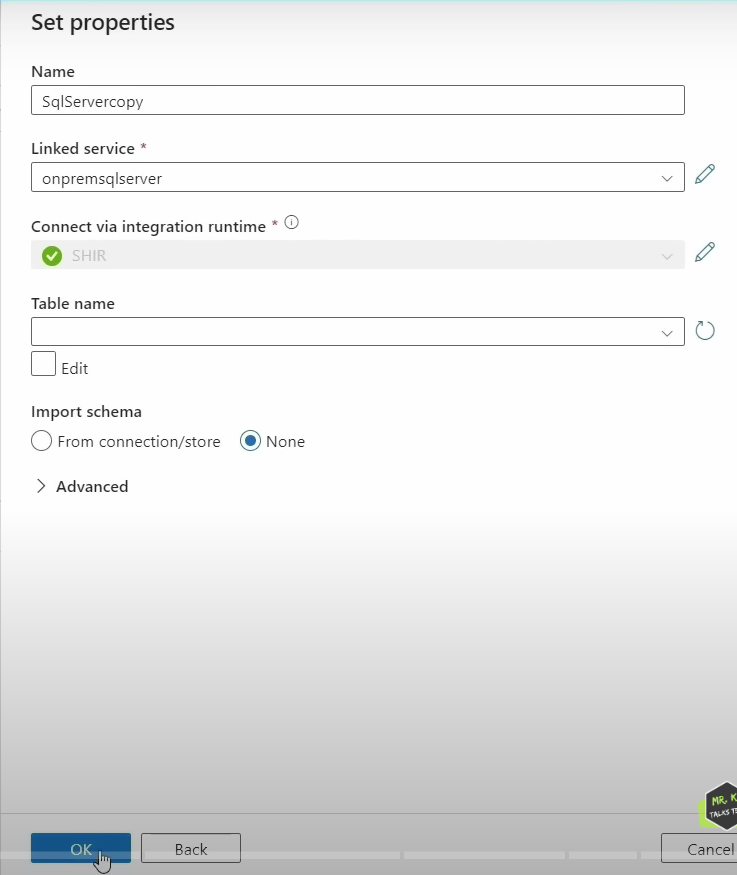 Set properties
Name
SqlServercopy
Linked service *
onpremsqlserver
Connect via integration runtime *
SHIR
Table name
Edit
Import schema
From connection/store
None
Advanced
MR. K
TALKS
OK
Back
Cancel